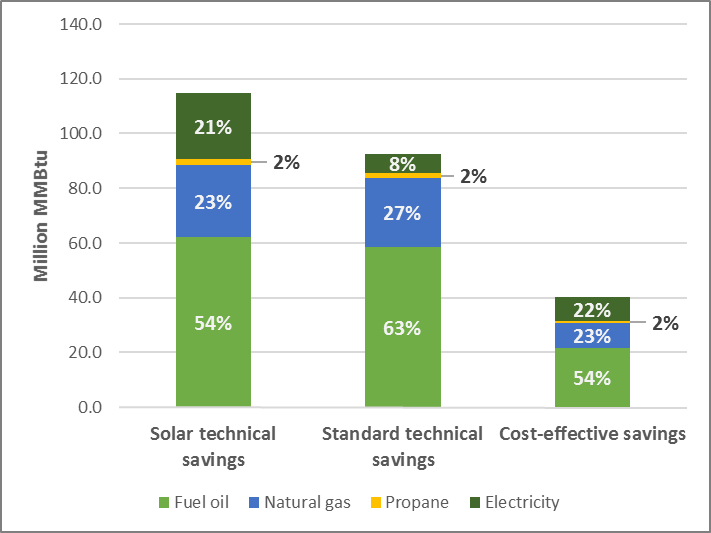 140.0
120.0
100.0
80.0
60.0
40.0
20.0
0.0
Million MMBtu
21%
2%
23%
54%
8%
2%
27%
63%
22%
2%
23%
54%
Solar technical
savings
Standard technical
savings
Cost-effective savings
Fuel oil
Natural gas
Propane
Electricity